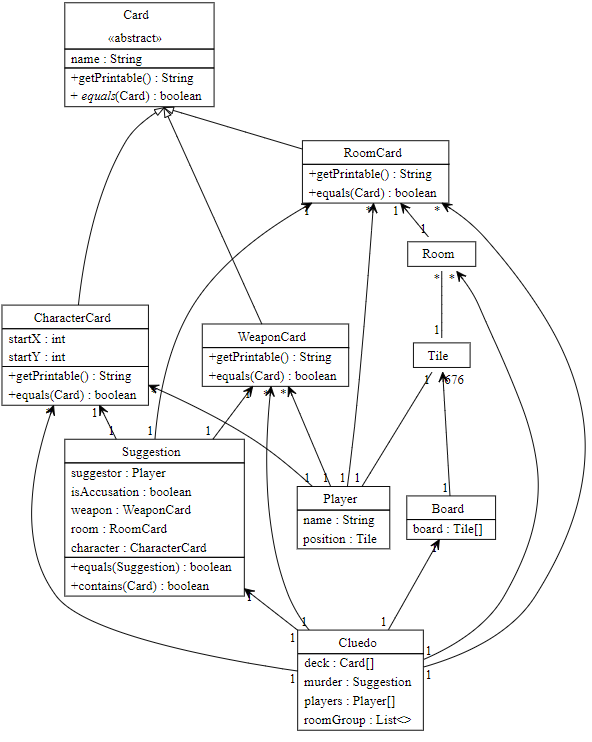 Card
«abstract»
name : String
+getPrintable() : String
+ equals(Card) : boolean
RoomCard
+getPrintable() : String
+equals(Card) : boolean
1
*
1
*
1
Room
*
*
CharacterCard
startX : int
startY : int
+getPrintable() : String
+equals(Card) : boolean
WeaponCard
+getPrintable() : String
+equals(Card) : boolean
1
Tile
1
676
*
1
1
*
*
1
1
Suggestion
suggestor : Player
isAccusation : boolean
weapon : WeaponCard
room : RoomCard
character : CharacterCard
+equals(Suggestion) : boolean
+contains(Card) : boolean
1
1
1
1
1
Player
name : String
position : Tile
1
Board
board : Tile[]
1
1
1
1
1
1
Cluedo
deck : Card[]
murder : Suggestion
players : Player[]
roomGroup : List<>
1
1
1